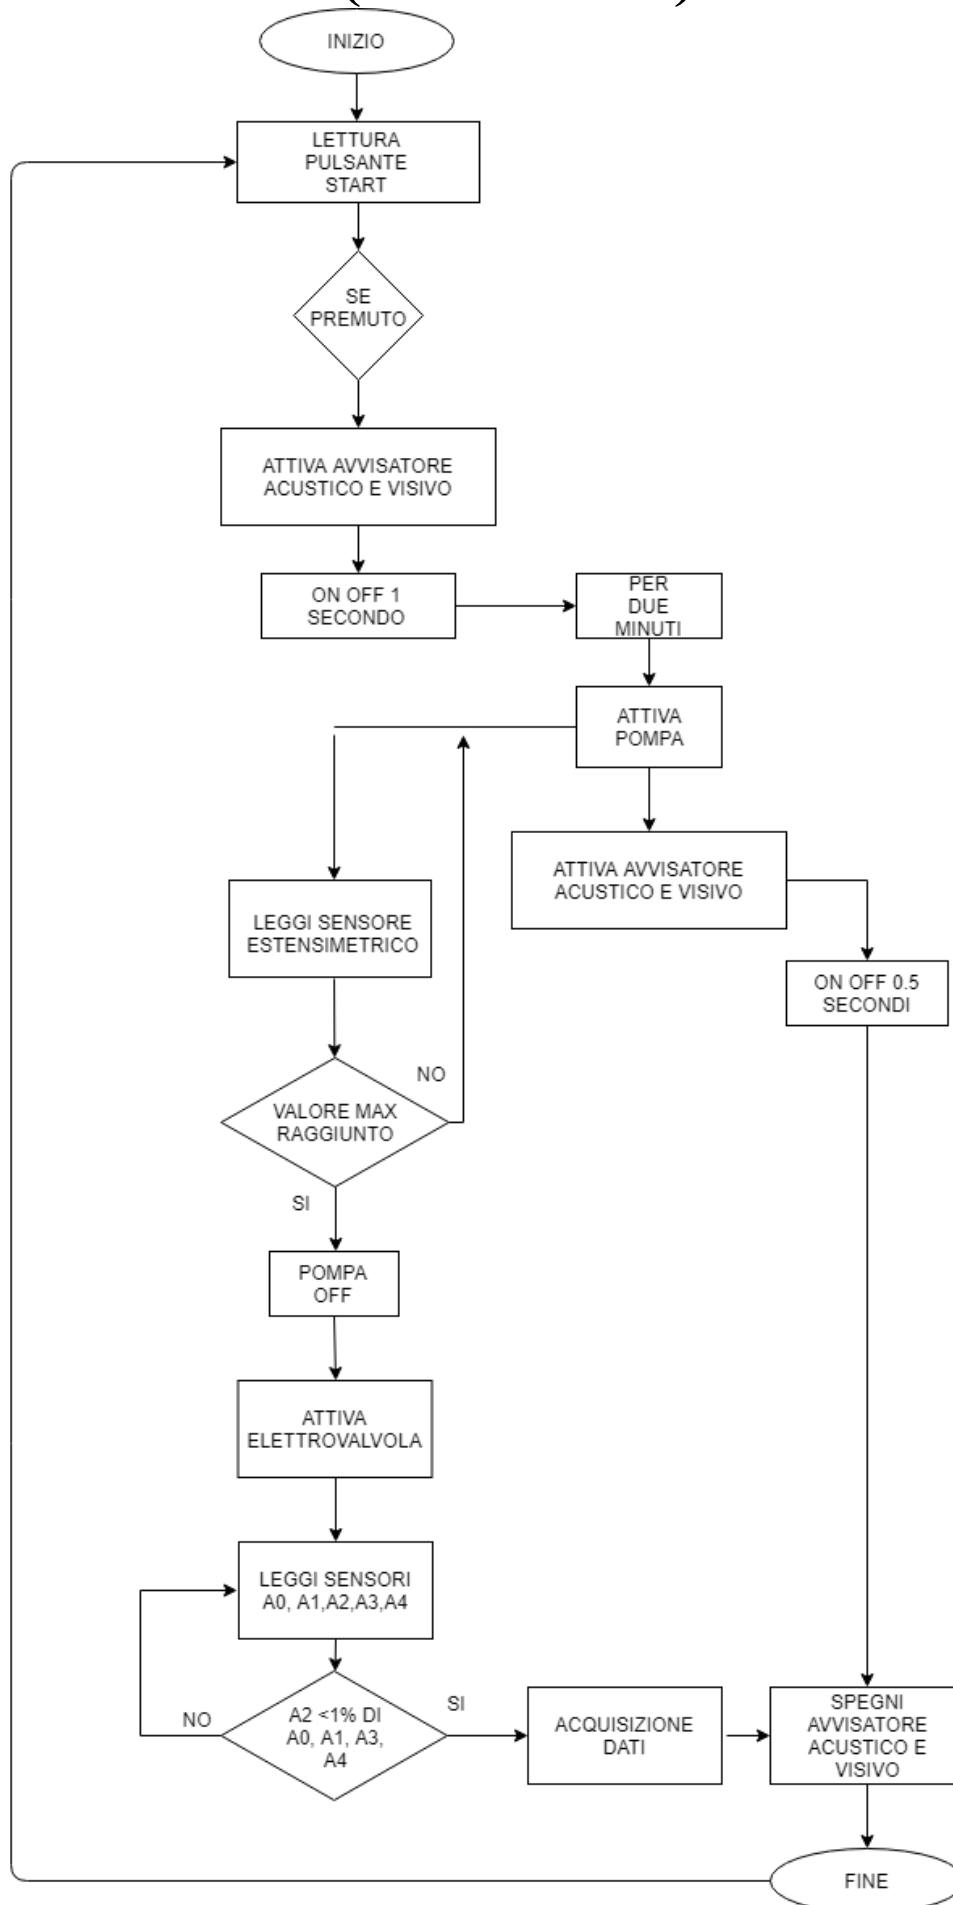 INIZIO
LETTURA
PULSANTE
START
SE
PREMUTO
ATTIVA AVVISATORE
ACUSTICO E VISIVO
ON OFF 1
SECONDO
PER
DUE
MINUTI
ATTIVA
POMPA
ATTIVA AVVISATORE
ACUSTICO E VISIVO
LEGGI SENSORE
ESTENSIMETRICO
ON OFF 0.5
SECONDI
NO
VALORE MAX
RAGGIUNTO
SI
POMPA
OFF
ATTIVA
ELETTROVALVOLA
LEGGI SENSORI
A0, A1,A2,A3,A4
NO
A2 <1% DI
A0, A1, A3,
A4
SI
ACQUISIZIONE
DATI
SPEGNI
AVVISATORE
ACUSTICO E
VISIVO
FINE